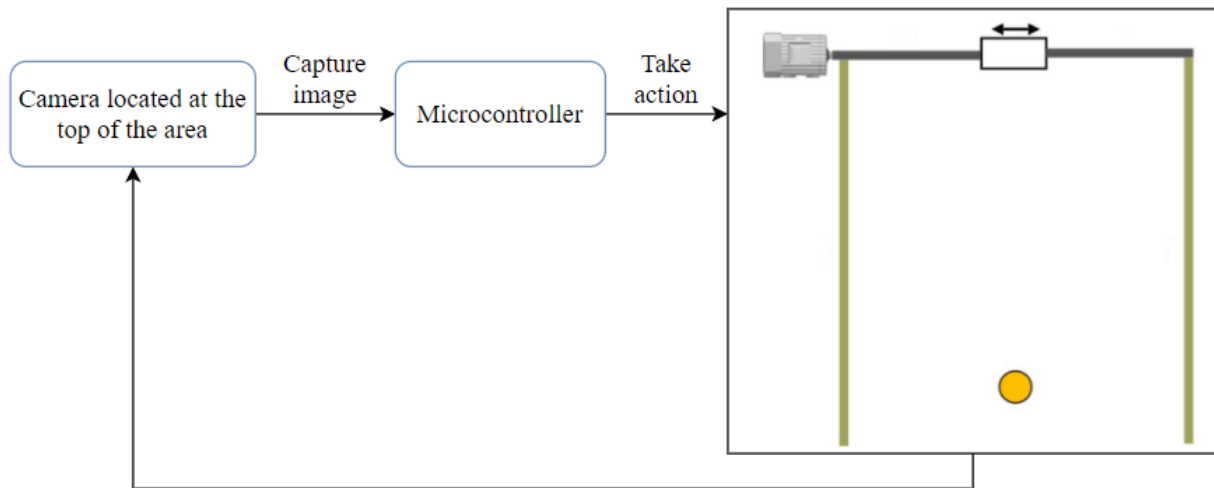 Camera located at the
top of the area
Capture
image
Microcontroller
Take
action